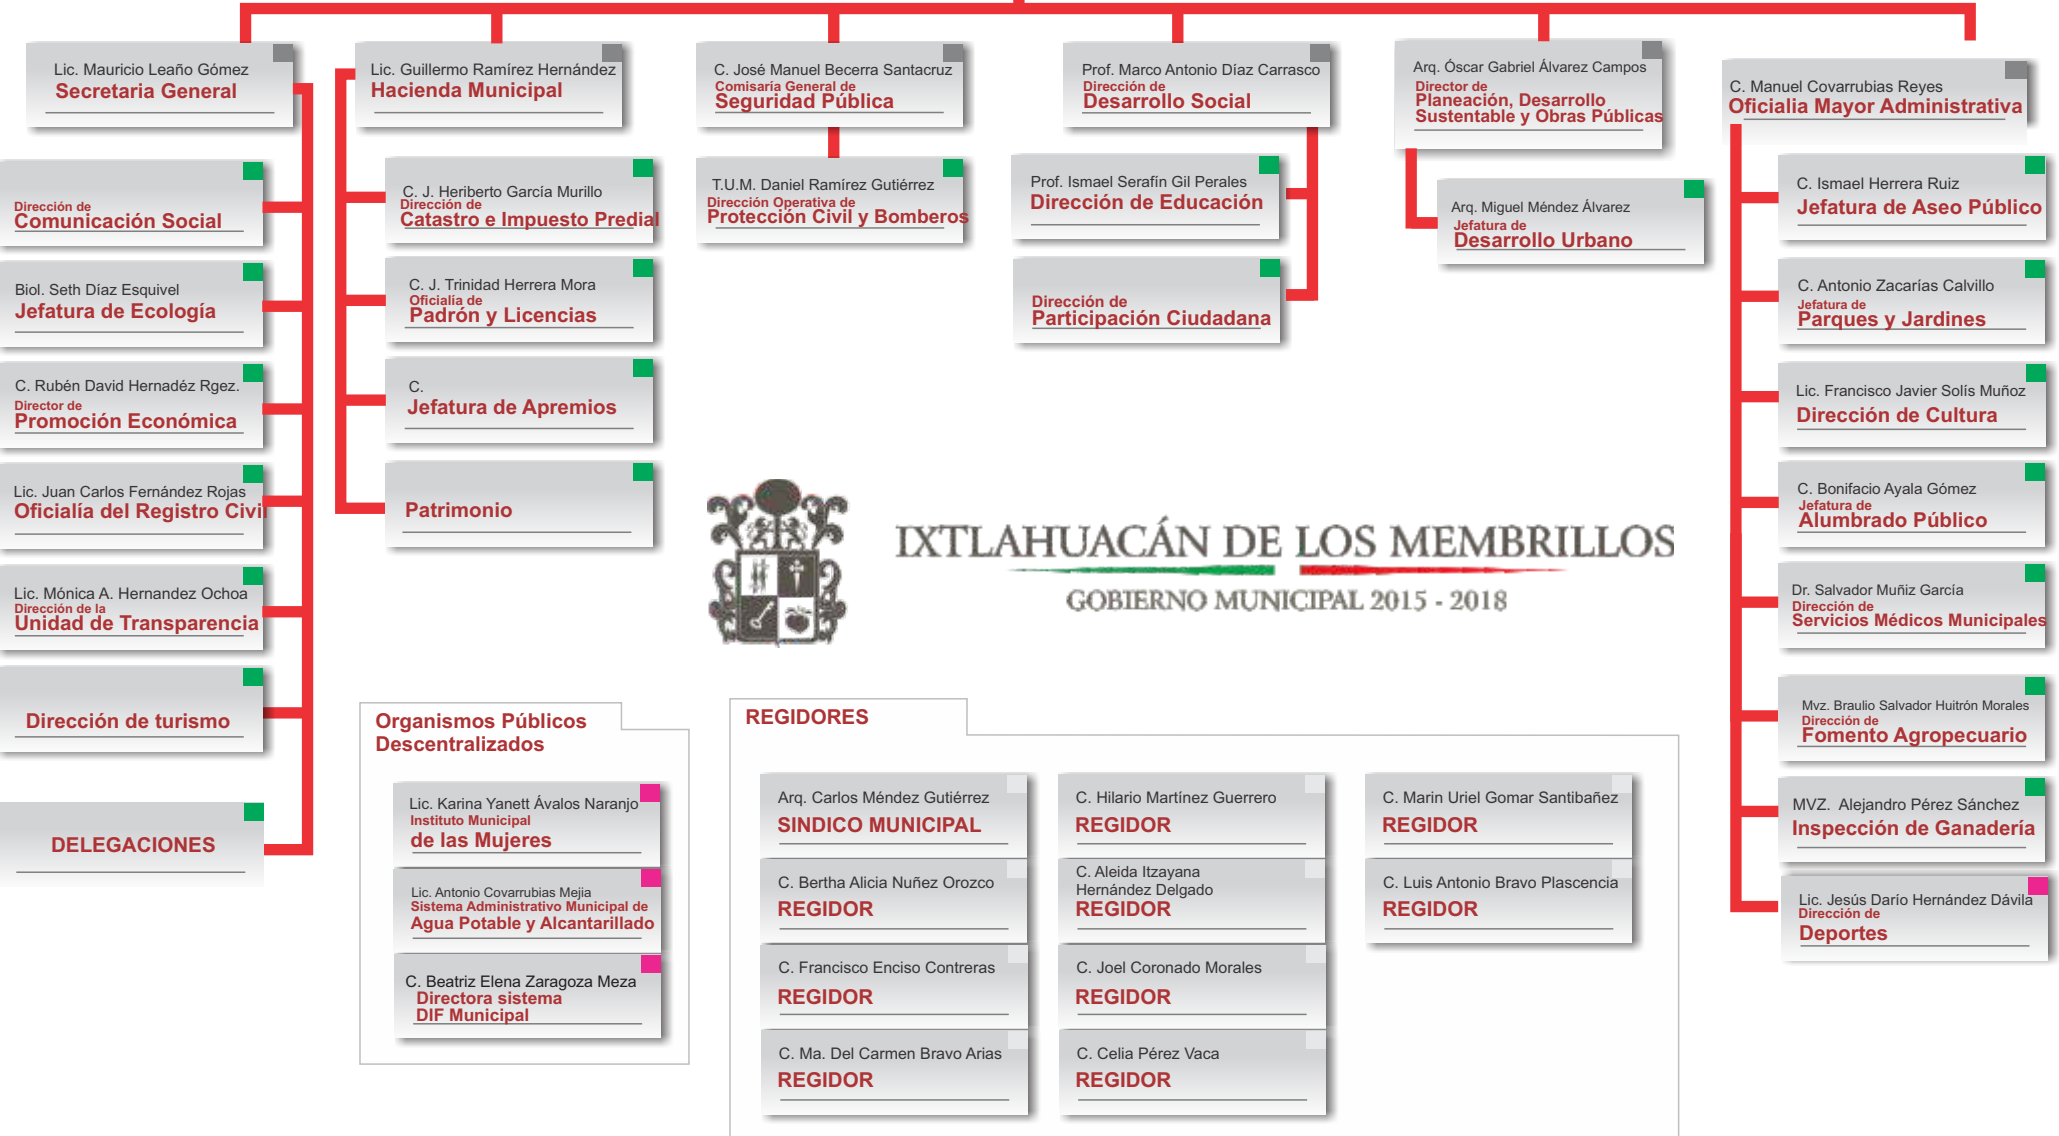 Lic. Mauricio Leaño Gómez
Secretaria General
Lic. Guillermo Ramírez Hernández
Hacienda Municipal
C. José Manuel Becerra Santacruz
Comisaria General de
Seguridad Pública
Prof. Marco Antonio Díaz Carrasco
Dirección de
Desarrollo Social
Arq. Óscar Gabriel Álvarez Campos
Director de
Planeación, Desarrollo
Sustentable y Obras Públicas
C. Manuel Covarrubias Reyes
Oficialia Mayor Administrativa
Dirección de
Comunicación Social
Biol. Seth Diaz Esquivel
Jefatura de Ecología
C. Rubén David Hernadéz Rgez.
Director de
Promoción Económica
Lic. Juan Carlos Fernández Rojas
Oficialía del Registro Civil
Lic. Mónica A. Hernandez Ochoa
Dirección de la
Unidad de Transparencia
Dirección de turismo
DELEGACIONES
C. J. Heriberto García Murillo
Dirección de
Catastro e Impuesto Predial
C. J. Trinidad Herrera Mora
Oficialia de
Padrón y Licencias
C.
Jefatura de Apremios
Patrimonio
T.U.M. Daniel Ramírez Gutiérrez
Dirección Operativa de
Protección Civil y Bomberos
Prof. Ismael Serafín Gil Perales
Dirección de Educación
Dirección de
Participación Ciudadana
Arq. Miguel Méndez Álvarez
Jefatura de
Desarrollo Urbano
C. Ismael Herrera Ruiz
Jefatura de Aseo Público
C. Antonio Zacarías Calvillo
Jefatura de
Parques y Jardines
Lic. Francisco Javier Solís Muñoz
Dirección de Cultura
C. Bonifacio Ayala Gómez
Jefatura de
Alumbrado Público
Dr. Salvador Muñiz García
Dirección de
Servicios Médicos Municipales
Mvz. Braulio Salvador Huitrón Morales
Dirección de
Fomento Agropecuario
MVZ. Alejandro Pérez Sánchez
Inspección de Ganadería
Lic. Jesús Darío Hernández Dávila
Dirección de
Deportes
IXTLAHUACÁN DE LOS MEMBRILLOS
GOBIERNO MUNICIPAL 2015 - 2018
Organismos Públicos
Descentralizados
Lic. Karina Yanett Ávalos Naranjo
Instituto Municipal
de las Mujeres
Lic. Antonio Covarrubias Mejia
Sistema Administrativo Municipal de
Agua Potable y Alcantarillado
C. Beatriz Elena Zaragoza Meza
Directora sistema
DIF Municipal
REGIDORES
Arq. Carlos Méndez Gutiérrez
SINDICO MUNICIPAL
C. Bertha Alicia Nuñez Orozco
REGIDOR
C. Francisco Enciso Contreras
REGIDOR
C. Ma. Del Carmen Bravo Arias
REGIDOR
C. Hilario Martínez Guerrero
REGIDOR
C. Aleida Itzayana
Hernández Delgado
REGIDOR
C. Joel Coronado Morales
REGIDOR
C. Celia Pérez Vaca
REGIDOR
C. Marin Uriel Gomar Santibañez
REGIDOR
C. Luis Antonio Bravo Plascencia
REGIDOR